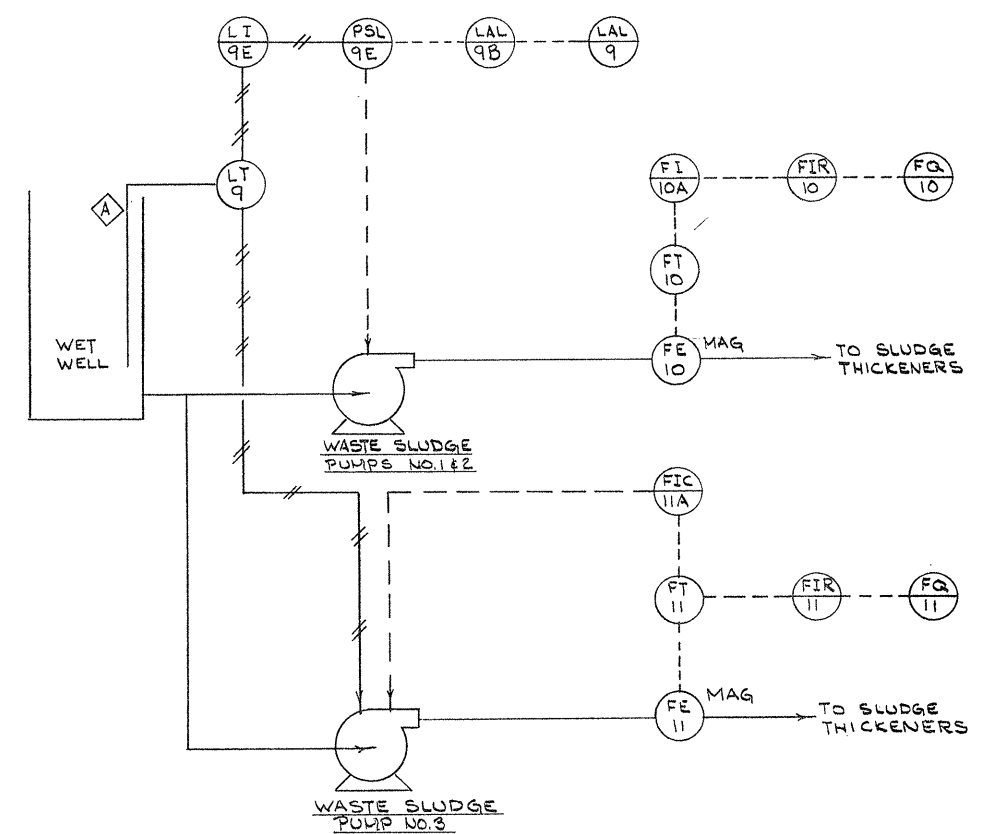 LI
9E
PSL
9E
LAL
9B
LAL
9
LT
9
A
WET
WELL
FI
10A
FIR
10
FQ
10
FT
10
FE
10
MAG
TO SLUDGE
THICKENERS
WASTE SLUDGE
PUMPS NO.1 & 2
FIC
11A
FT
11
FIR
11
FQ
11
FE
11
MAG
TO SLUDGE
THICKENERS
WASTE SLUDGE
PUMP NO.3